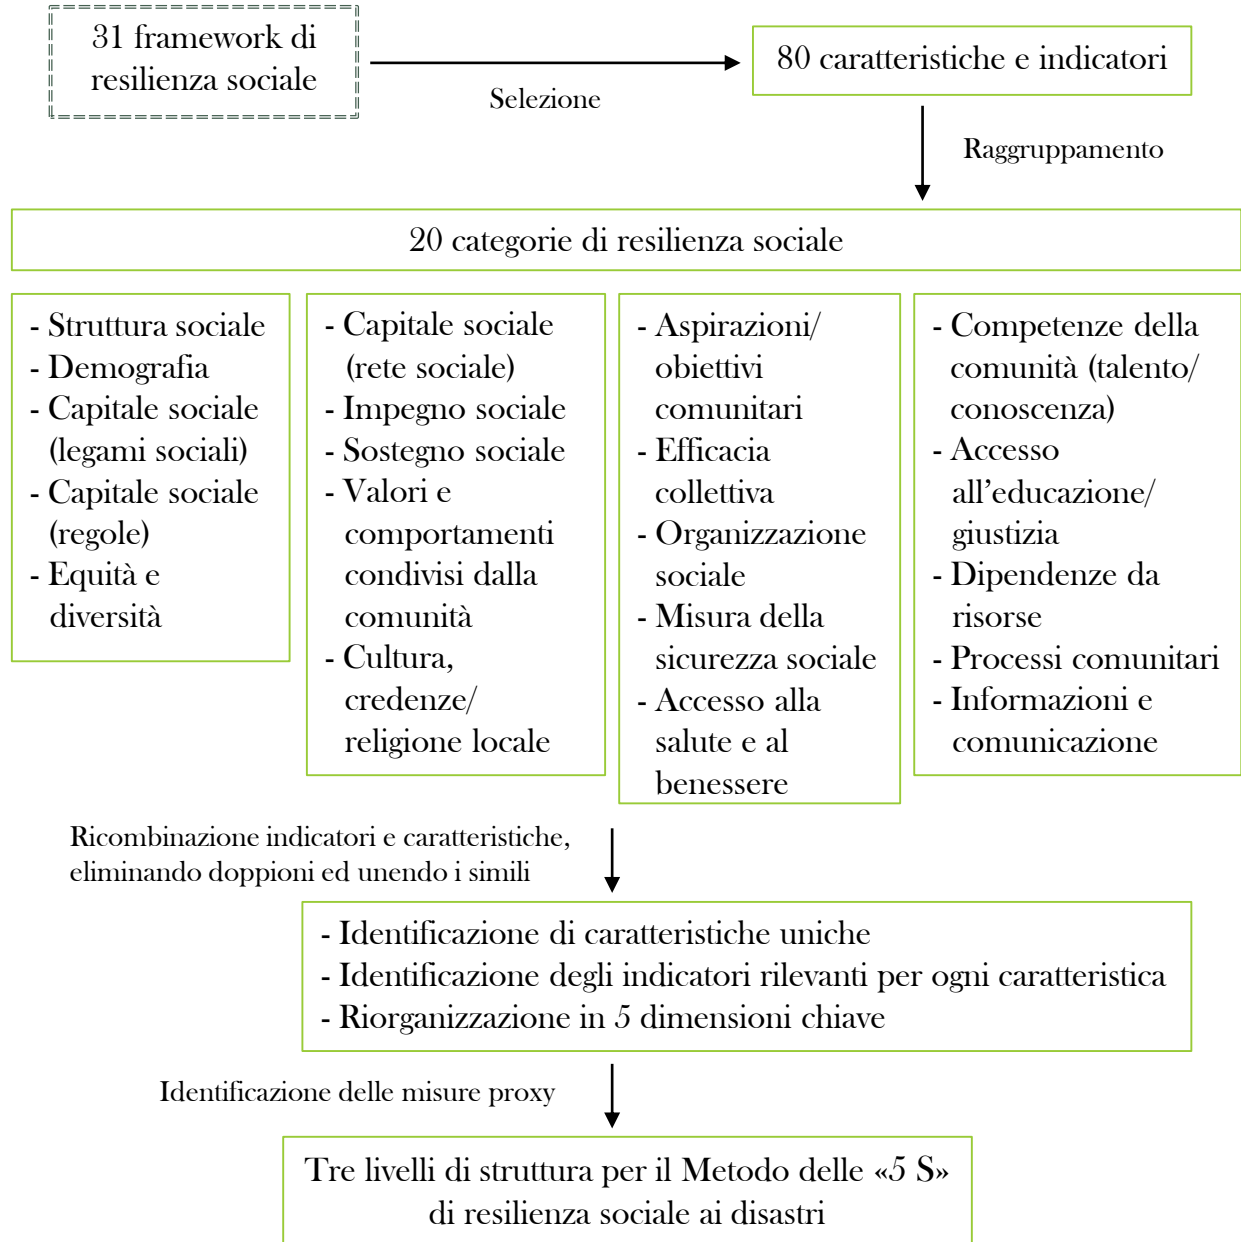 31 framework di
resilienza sociale
Selezione
80 caratteristiche e indicatori
Raggruppamento
20 categorie di resilienza sociale
- Struttura sociale
- Demografia
- Capitale sociale
(legami sociali)
- Capitale sociale
(regole)
- Equità e
diversità
- Capitale sociale
(rete sociale)
- Impegno sociale
- Sostegno sociale
- Valori e
comportamenti
condivisi dalla
comunità
- Cultura,
credenze/
religione locale
- Aspirazioni/
obiettivi
comunitari
- Efficacia
collettiva
- Organizzazione
sociale
- Misura della
sicurezza sociale
- Accesso alla
salute e al
benessere
- Competenze della
comunità (talento/
conoscenza)
- Accesso
all’educazione/
giustizia
- Dipendenze da
risorse
- Processi comunitari
- Informazioni e
comunicazione
Ricombinazione indicatori e caratteristiche,
eliminando doppioni ed unendo i simili
- Identificazione di caratteristiche uniche
- Identificazione degli indicatori rilevanti per ogni caratteristica
- Riorganizzazione in 5 dimensioni chiave
Identificazione delle misure proxy
Tre livelli di struttura per il Metodo delle «5 S»
di resilienza sociale ai disastri